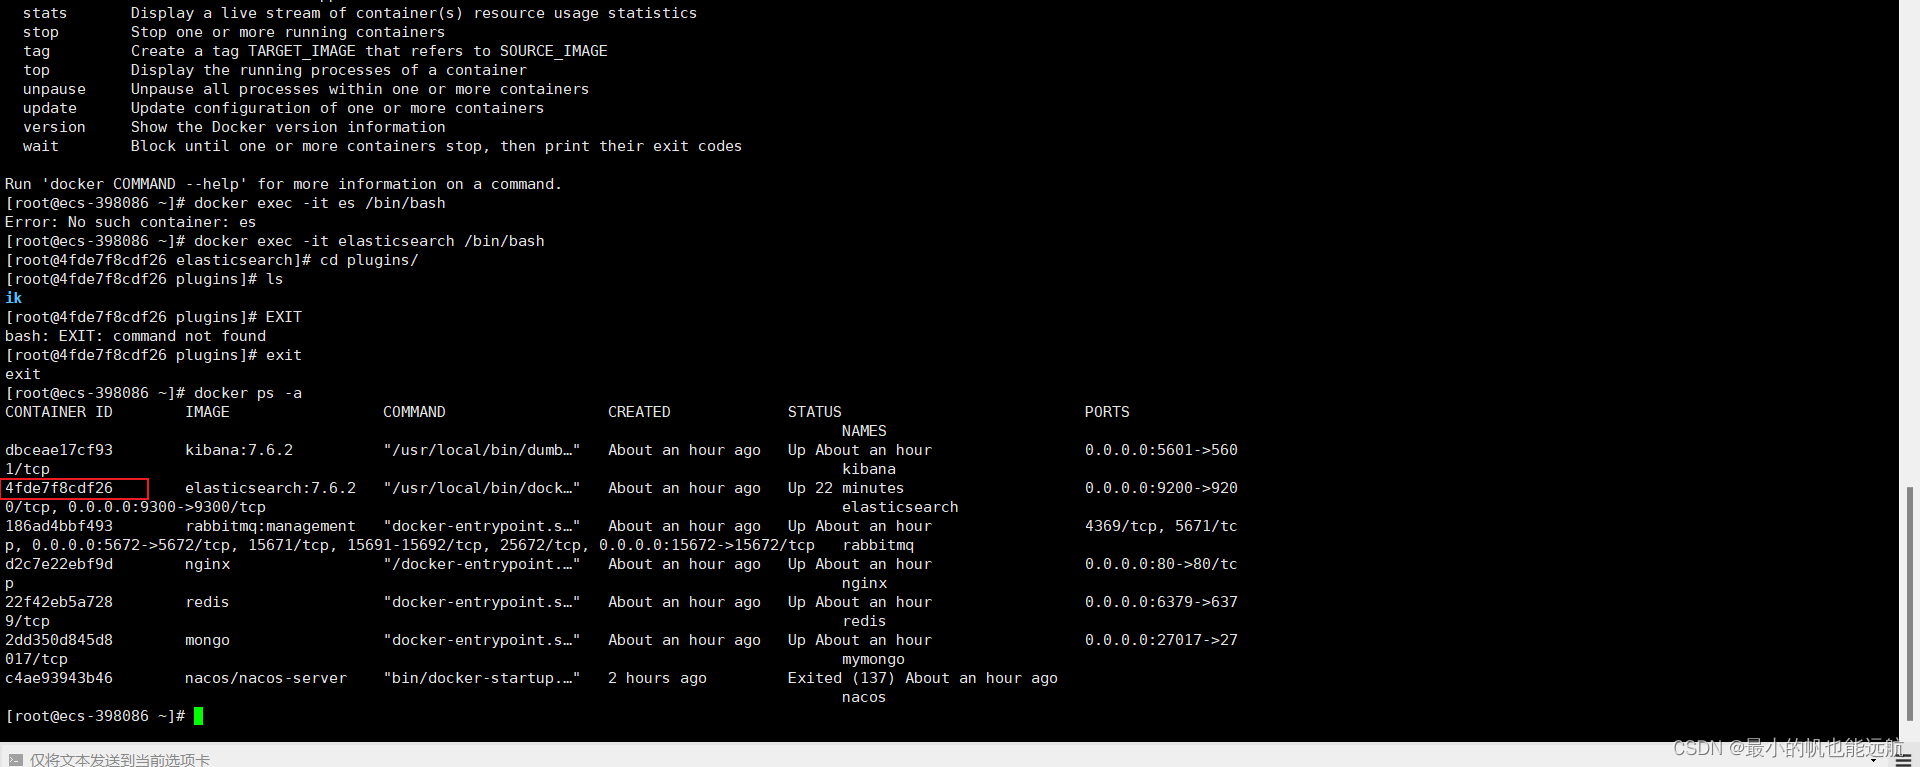 stats       Display a live stream of container(s) resource usage statistics
stop        Stop one or more running containers
tag         Create a tag TARGET_IMAGE that refers to SOURCE_IMAGE
top         Display the running processes of a container
unpause     Unpause all processes within one or more containers
update      Update configuration of one or more containers
version     Show the Docker version information
wait        Block until one or more containers stop, then print their exit codes
Run 'docker COMMAND --help' for more information on a command.
[root@ecs-398086 ~]# docker exec -it es /bin/bash
Error: No such container: es
[root@ecs-398086 ~]# docker exec -it elasticsearch /bin/bash
[root@4fde7f8cdf26 elasticsearch]# cd plugins/
[root@4fde7f8cdf26 plugins]# ls
ik
[root@4fde7f8cdf26 plugins]# EXIT
bash: EXIT: command not found
[root@4fde7f8cdf26 plugins]# exit
exit
[root@ecs-398086 ~]# docker ps -a
CONTAINER ID        IMAGE                 COMMAND                  CREATED             STATUS                           PORTS
NAMES
dbceae17cf93        kibana:7.6.2          "/usr/local/bin/dumb…"   About an hour ago   Up About an hour                 0.0.0.0:5601->560
1/tcp                                                                                        kibana
4fde7f8cdf26        elasticsearch:7.6.2   "/usr/local/bin/dock…"   About an hour ago   Up 22 minutes                    0.0.0.0:9200->920
0/tcp, 0.0.0.0:9300->9300/tcp                                                                elasticsearch
186ad4bbf493        rabbitmq:management   "docker-entrypoint.s…"   About an hour ago   Up About an hour                 4369/tcp, 5671/tc
p, 0.0.0.0:5672->5672/tcp, 15671/tcp, 15691-15692/tcp, 25672/tcp, 0.0.0.0:15672->15672/tcp   rabbitmq
d2c7e22ebf9d        nginx                 "/docker-entrypoint.…"   About an hour ago   Up About an hour                 0.0.0.0:80->80/tc
p                                                                                            nginx
22f42eb5a728        redis                 "docker-entrypoint.s…"   About an hour ago   Up About an hour                 0.0.0.0:6379->637
9/tcp                                                                                        redis
2dd350d845d8        mongo                 "docker-entrypoint.s…"   About an hour ago   Up About an hour                 0.0.0.0:27017->27
017/tcp                                                                                      mymongo
c4ae93943b46        nacos/nacos-server    "bin/docker-startup.…"   2 hours ago         Exited (137) About an hour ago
nacos
[root@ecs-398086 ~]#
仅将文本发送到当前选项卡
CSDN @最小的帆也能远航